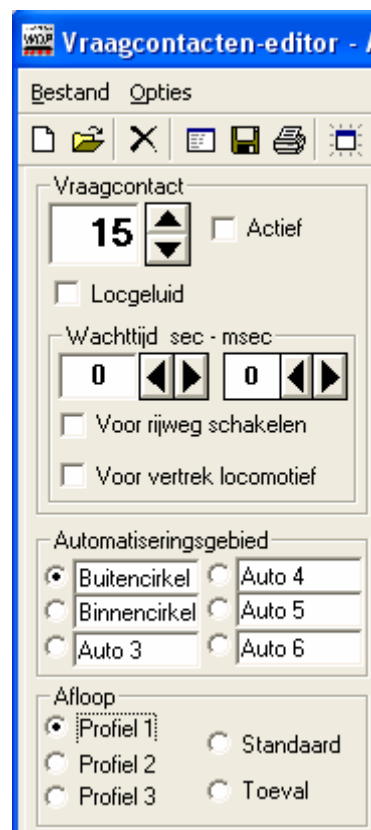 WDP Vraagcontacten-editor -
Bestand Opties
Vraagcontact
15 Actief
Locgeluid
Wachttijd sec - msec
0 0
Voor rijweg schakelen
Voor vertrek locomotief
Automatiseringsgebied
Buitencirkel Auto 4
Binnencirkel Auto 5
Auto 3 Auto 6
Afloop
Profiel 1
Standaard
Profiel 2
Profiel 3 Toeval